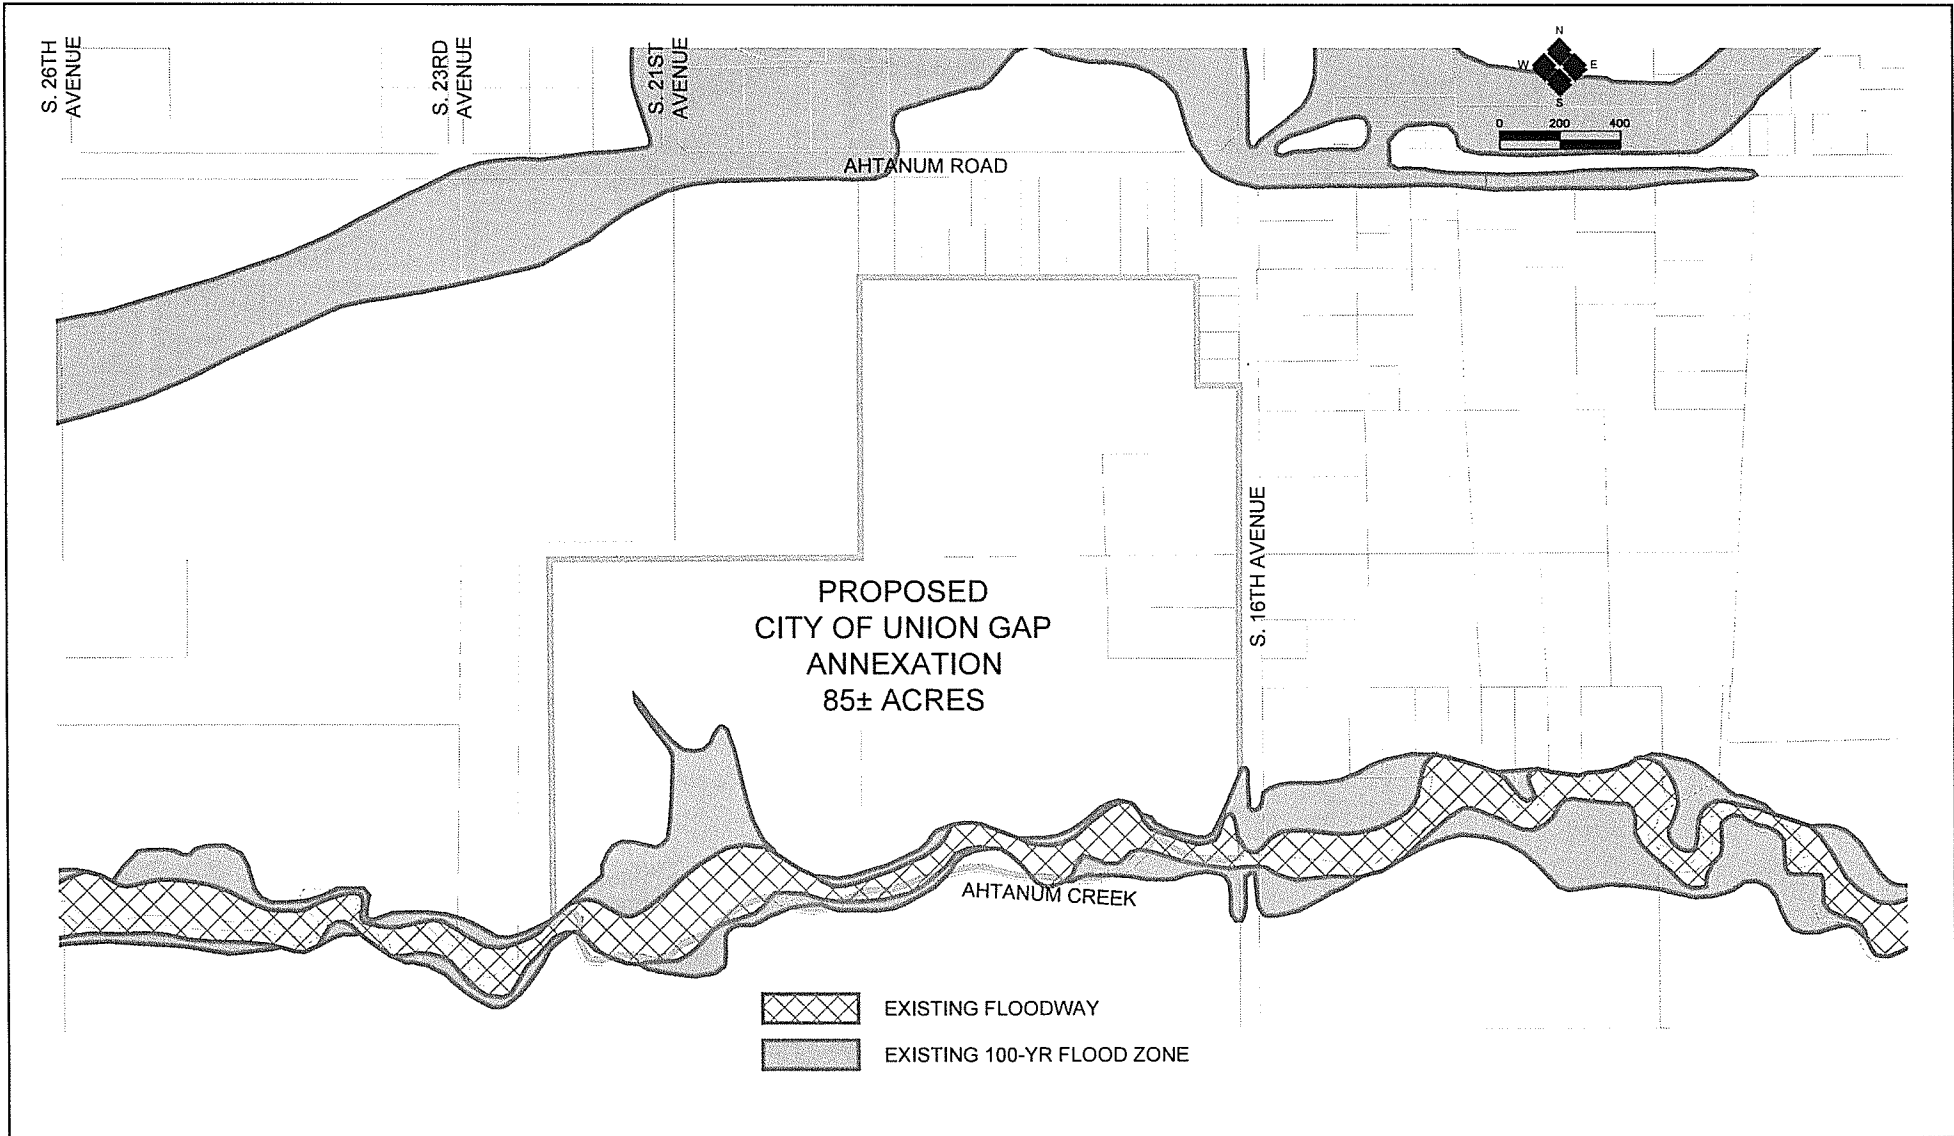 S. 26TH
AVENUE
S. 23RD
AVENUE
S. 21ST
AVENUE
N
W E
S
0 200 400
AHTANUM ROAD
PROPOSED
CITY OF UNION GAP
ANNEXATION
85± ACRES
S. 16TH AVENUE
AHTANUM CREEK
EXISTING FLOODWAY
EXISTING 100-YR FLOOD ZONE